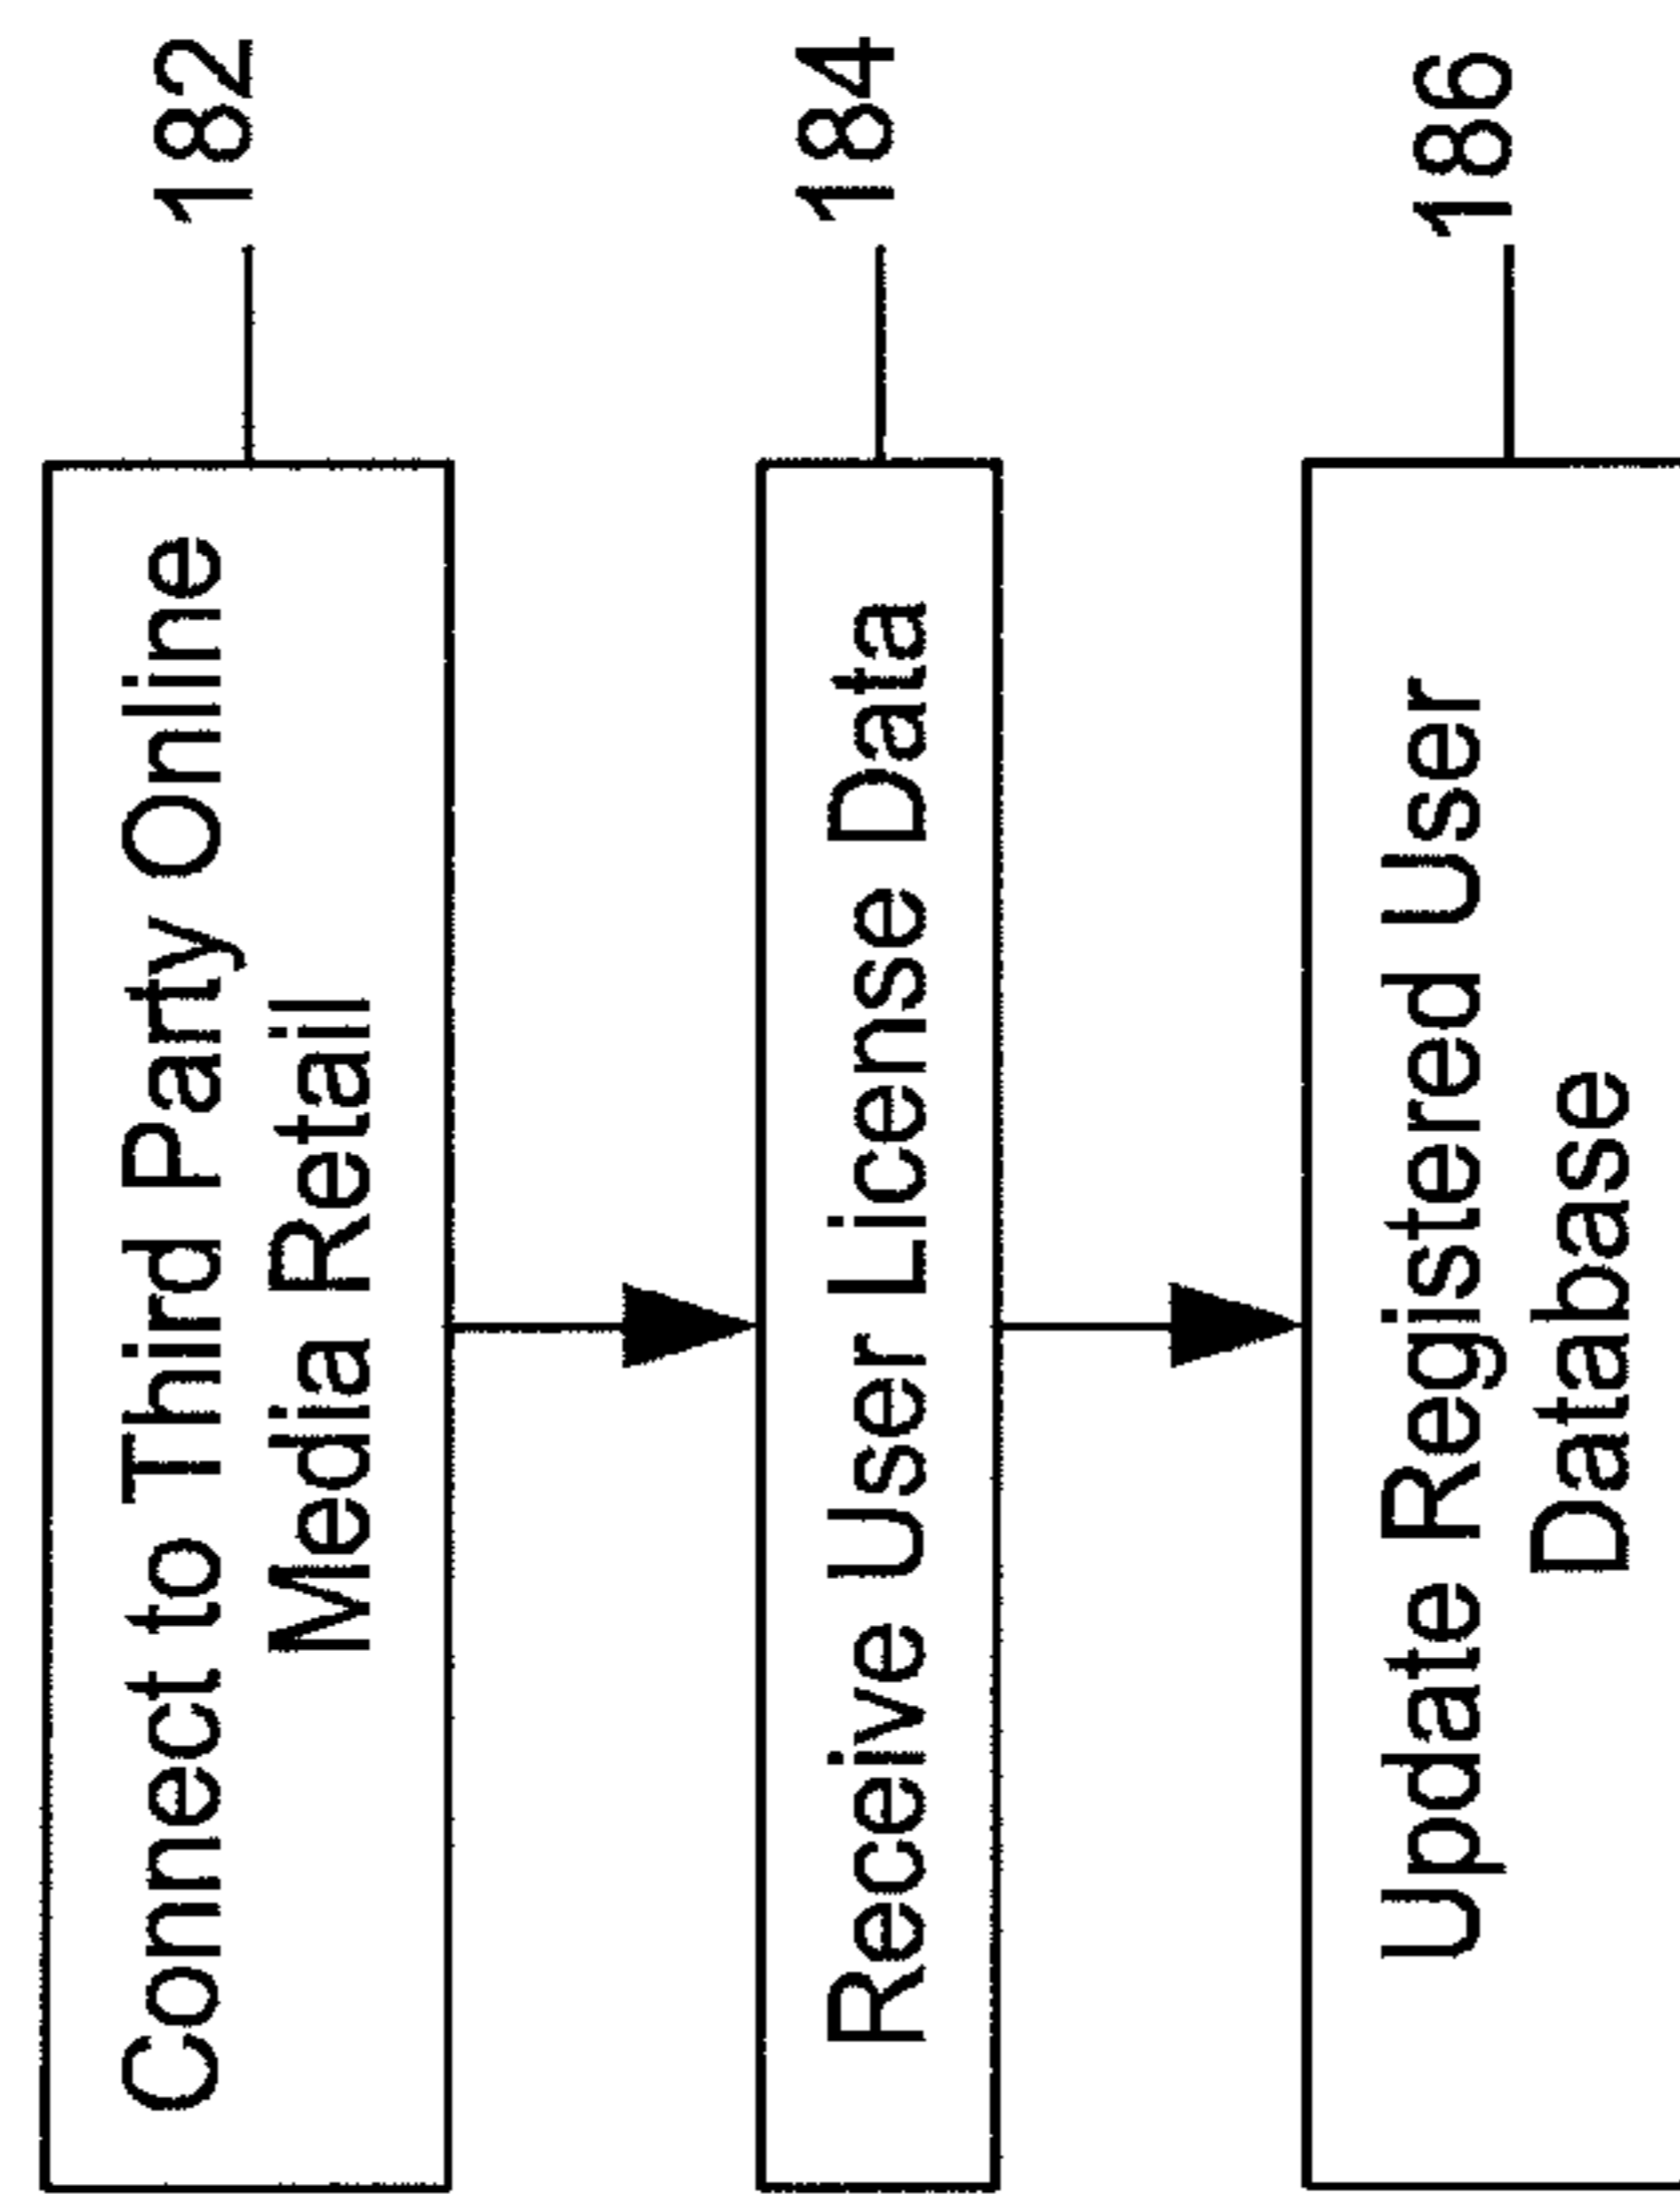 Connect to Third Party Online
Media Retail
182
Receive User License Data
184
Update Registered User
Database
186